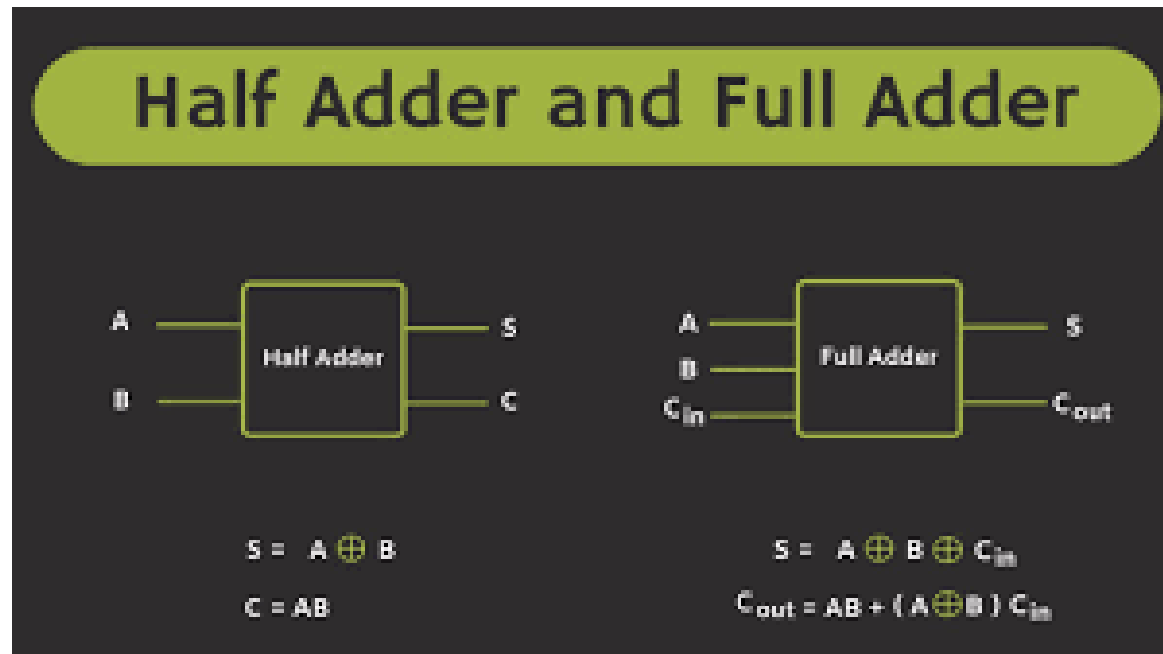 Half Adder and Full Adder
A
B
Half Adder
S
C
S = A ⊕ B
C = AB
A
B
Cin
Full Adder
S
Cout
S = A ⊕ B ⊕ Cin
Cout = AB + ( A ⊕ B ) Cin